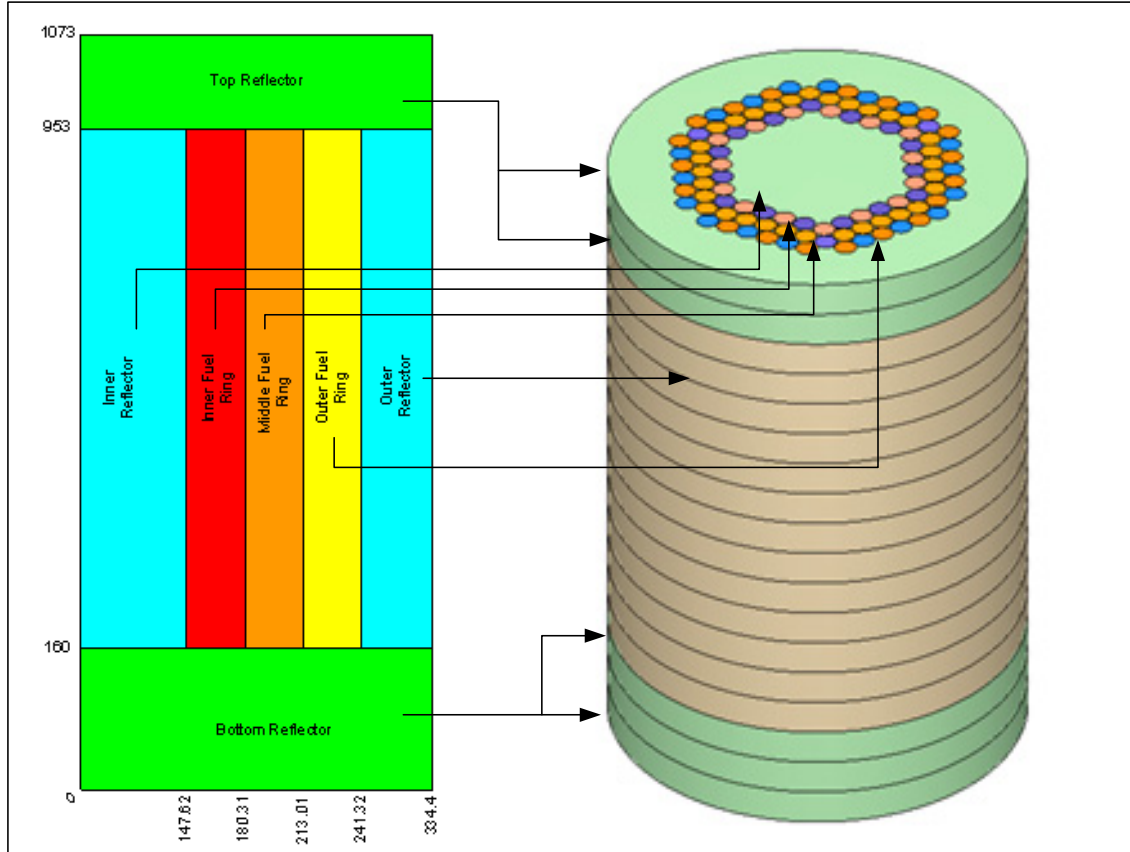 1073
Top Reflector
953
Inner
Reflector
Inner Fuel
Ring
Middle Fuel
Ring
Outer Fuel
Ring
Outer
Reflector
160
Bottom Reflector
0
147.62
180.31
213.01
241.32
334.4